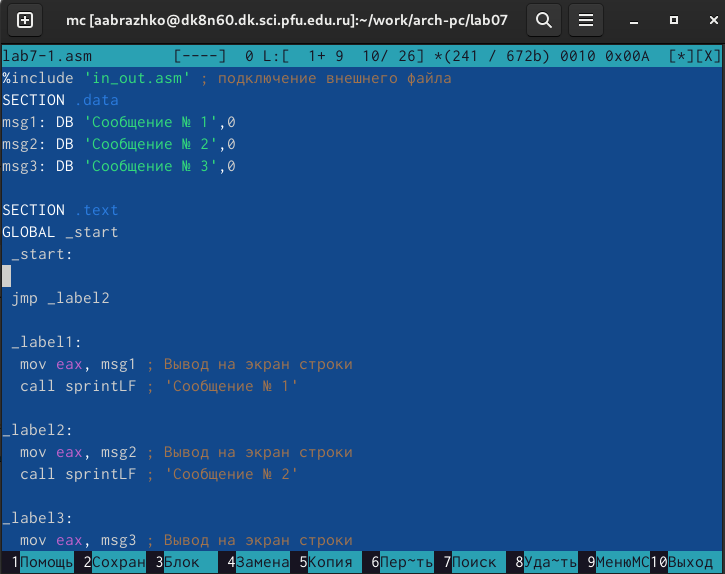 mc [aabrazhko@dk8n60.dk.sci.pfu.edu.ru]:~/work/arch-pc/lab07
lab7-1.asm [----] 0 L:[ 1+ 9 10/ 26] *(241 / 672b) 0010 0x00A [*][X]
%include 'in_out.asm' ; подключение внешнего файла
SECTION .data
msg1: DB 'Сообщение № 1',0
msg2: DB 'Сообщение № 2',0
msg3: DB 'Сообщение № 3',0
SECTION .text
GLOBAL _start
_start:
jmp _label2
_label1:
mov eax, msg1 ; Вывод на экран строки
call sprintLF ; 'Сообщение № 1'
_label2:
mov eax, msg2 ; Вывод на экран строки
call sprintLF ; 'Сообщение № 2'
_label3:
mov eax, msg3 ; Вывод на экран строки
1Помощь 2Сохран 3Блок 4Замена 5Копия 6Пер~ть 7Поиск 8Уда~ть 9МенюMC 10Выход